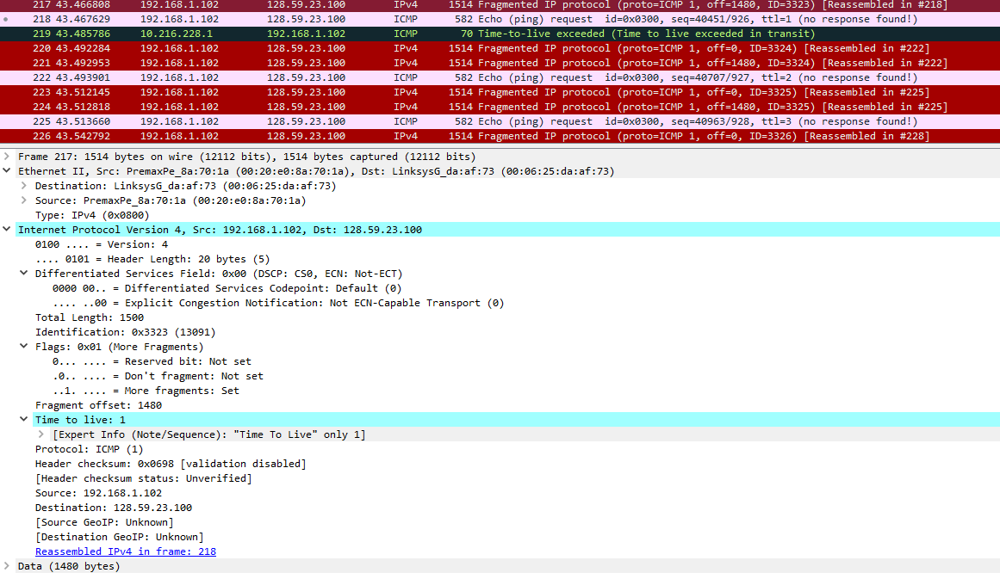 217 43.466808 192.168.1.102 128.59.23.100 IPv4 1514 Fragmented IP protocol (proto=ICMP 1, off=1480, ID=3323) [Reassembled in #218]
218 43.467629 192.168.1.102 128.59.23.100 ICMP 582 Echo (ping) request id=0x0300, seq=40451/926, ttl=1 (no response found!)
219 43.485786 10.216.228.1 192.168.1.102 ICMP 70 Time-to-live exceeded (Time to live exceeded in transit)
220 43.492284 192.168.1.102 128.59.23.100 IPv4 1514 Fragmented IP protocol (proto=ICMP 1, off=0, ID=3324) [Reassembled in #222]
221 43.492953 192.168.1.102 128.59.23.100 IPv4 1514 Fragmented IP protocol (proto=ICMP 1, off=1480, ID=3324) [Reassembled in #222]
222 43.493901 192.168.1.102 128.59.23.100 ICMP 582 Echo (ping) request id=0x0300, seq=40707/927, ttl=2 (no response found!)
223 43.512145 192.168.1.102 128.59.23.100 IPv4 1514 Fragmented IP protocol (proto=ICMP 1, off=0, ID=3325) [Reassembled in #225]
224 43.512818 192.168.1.102 128.59.23.100 IPv4 1514 Fragmented IP protocol (proto=ICMP 1, off=1480, ID=3325) [Reassembled in #225]
225 43.513660 192.168.1.102 128.59.23.100 ICMP 582 Echo (ping) request id=0x0300, seq=40963/928, ttl=3 (no response found!)
226 43.542792 192.168.1.102 128.59.23.100 IPv4 1514 Fragmented IP protocol (proto=ICMP 1, off=0, ID=3326) [Reassembled in #228]
Frame 217: 1514 bytes on wire (12112 bits), 1514 bytes captured (12112 bits)
Ethernet II, Src: PremaxPe_8a:70:1a (00:20:e0:8a:70:1a), Dst: LinksysG_da:af:73 (00:06:25:da:af:73)
Destination: LinksysG_da:af:73 (00:06:25:da:af:73)
Source: PremaxPe_8a:70:1a (00:20:e0:8a:70:1a)
Type: IPv4 (0x0800)
Internet Protocol Version 4, Src: 192.168.1.102, Dst: 128.59.23.100
0100 .... = Version: 4
.... 0101 = Header Length: 20 bytes (5)
Differentiated Services Field: 0x00 (DSCP: CS0, ECN: Not-ECT)
0000 00.. = Differentiated Services Codepoint: Default (0)
.... ..00 = Explicit Congestion Notification: Not ECN-Capable Transport (0)
Total Length: 1500
Identification: 0x3323 (13091)
Flags: 0x01 (More Fragments)
0... .... = Reserved bit: Not set
.0.. .... = Don't fragment: Not set
..1. .... = More fragments: Set
Fragment offset: 1480
Time to live: 1
[Expert Info (Note/Sequence): "Time To Live" only 1]
Protocol: ICMP (1)
Header checksum: 0x0698 [validation disabled]
[Header checksum status: Unverified]
Source: 192.168.1.102
Destination: 128.59.23.100
[Source GeoIP: Unknown]
[Destination GeoIP: Unknown]
Reassembled IPv4 in frame: 218
Data (1480 bytes)